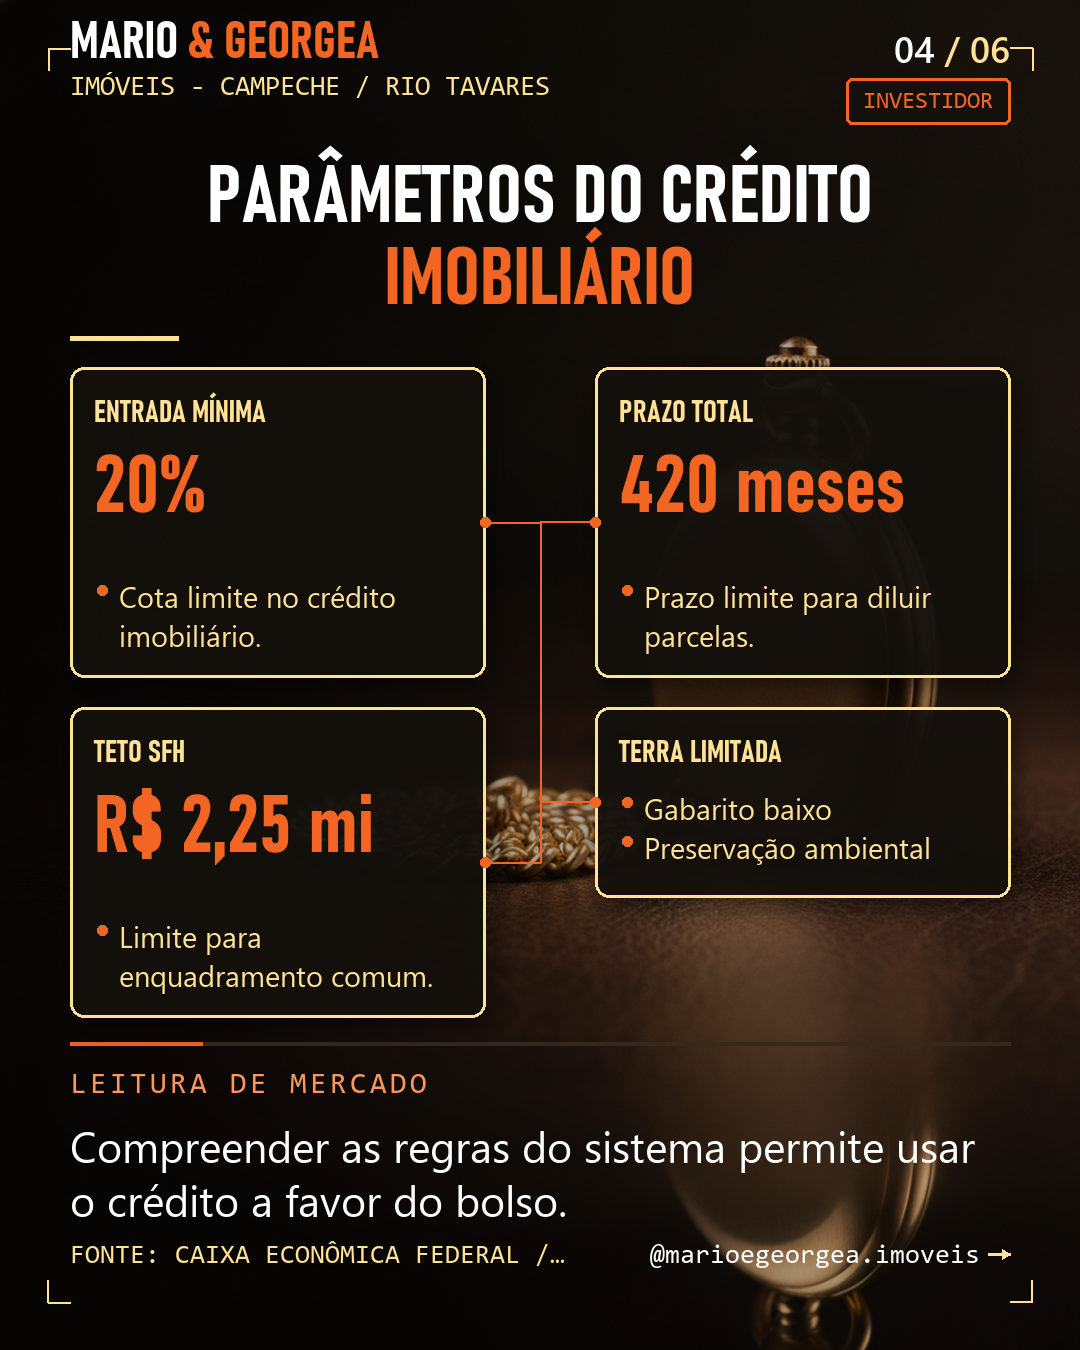 MARIO & GEORGEA
IMÓVEIS - CAMPECHE / RIO TAVARES
04 / 06
INVESTIDOR
PARÂMETROS DO CRÉDITO
IMOBILIÁRIO
ENTRADA MÍNIMA
20%
Cota limite no crédito
imobiliário.
PRAZO TOTAL
420 meses
Prazo limite para diluir
parcelas.
TETO SFH
R$ 2,25 mi
Limite para
enquadramento comum.
TERRA LIMITADA
Gabarito baixo
Preservação ambiental
LEITURA DE MERCADO
Compreender as regras do sistema permite usar
o crédito a favor do bolso.
FONTE: CAIXA ECONÔMICA FEDERAL /…
@marioegeorgea.imoveis